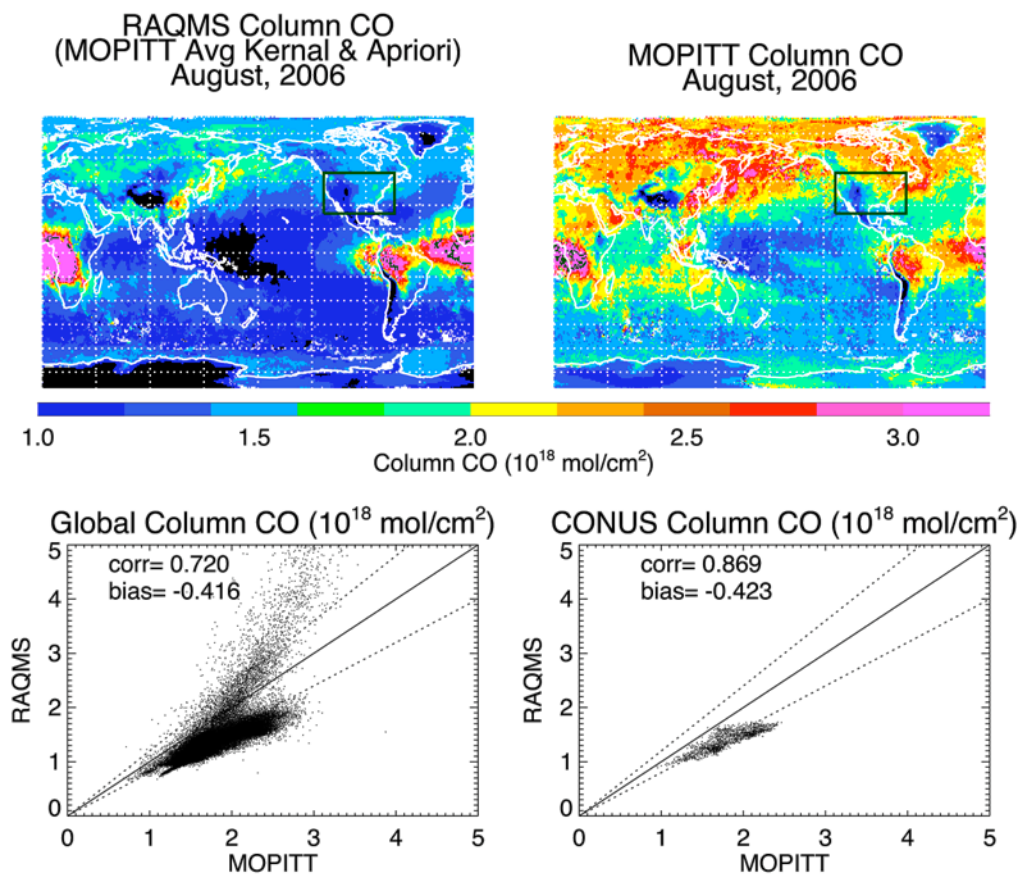 RAQMS Column CO
(MOPITT Avg Kernal & Apriori)
August, 2006
MOPITT Column CO
August, 2006
1.0 1.5 2.0 2.5 3.0
Column CO (10¹⁸ mol/cm²)
Global Column CO (10¹⁸ mol/cm²)
corr= 0.720
bias= -0.416
5
4
3
2
1
0
RAQMS
0 1 2 3 4 5
MOPITT
CONUS Column CO (10¹⁸ mol/cm²)
corr= 0.869
bias= -0.423
5
4
3
2
1
0
RAQMS
0 1 2 3 4 5
MOPITT